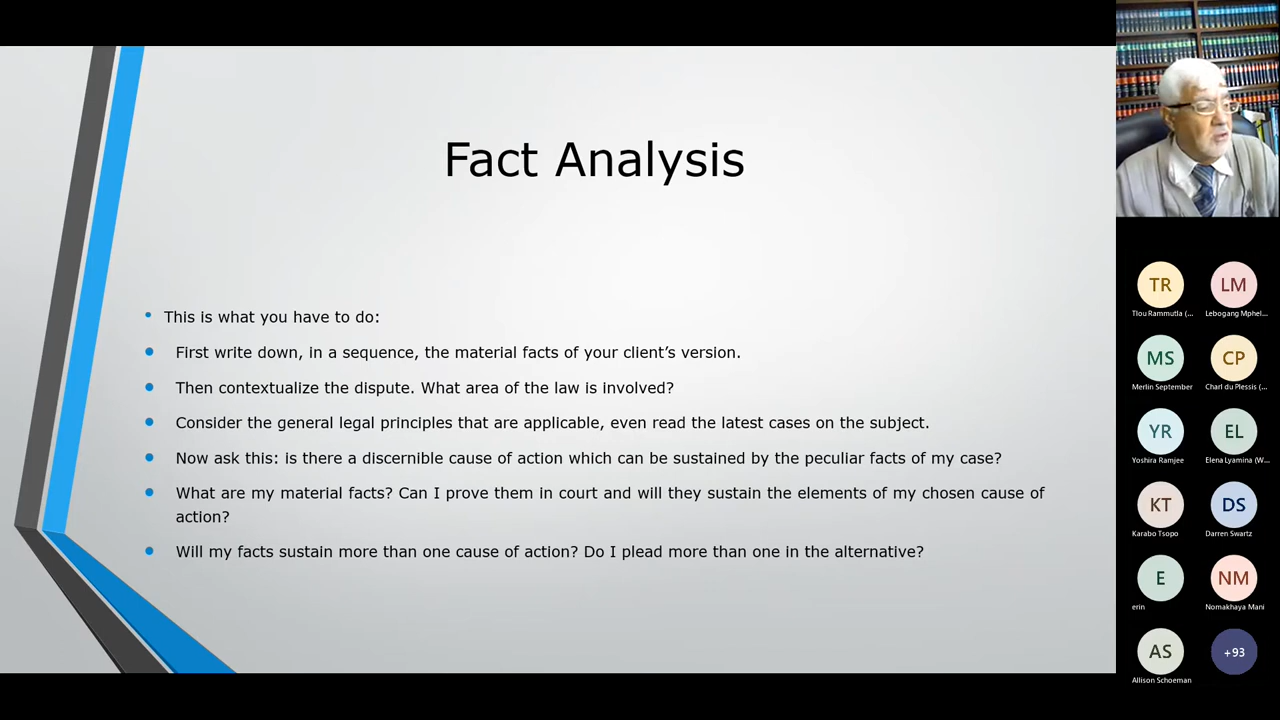 Fact Analysis
• This is what you have to do:
• First write down, in a sequence, the material facts of your client’s version.
• Then contextualize the dispute. What area of the law is involved?
• Consider the general legal principles that are applicable, even read the latest cases on the subject.
• Now ask this: is there a discernible cause of action which can be sustained by the peculiar facts of my case?
• What are my material facts? Can I prove them in court and will they sustain the elements of my chosen cause of
action?
• Will my facts sustain more than one cause of action? Do I plead more than one in the alternative?
TR LM
Tlou Rammutla (... Lebogang Mphel...
MS CP
Merlin September Charl du Plessis (...
YR EL
Yoshira Ramjee Elena Lyamina (W...
KT DS
Karabo Tsopo Darren Swartz
E NM
erin Nomakhaya Mani
AS +93
Allison Schoeman